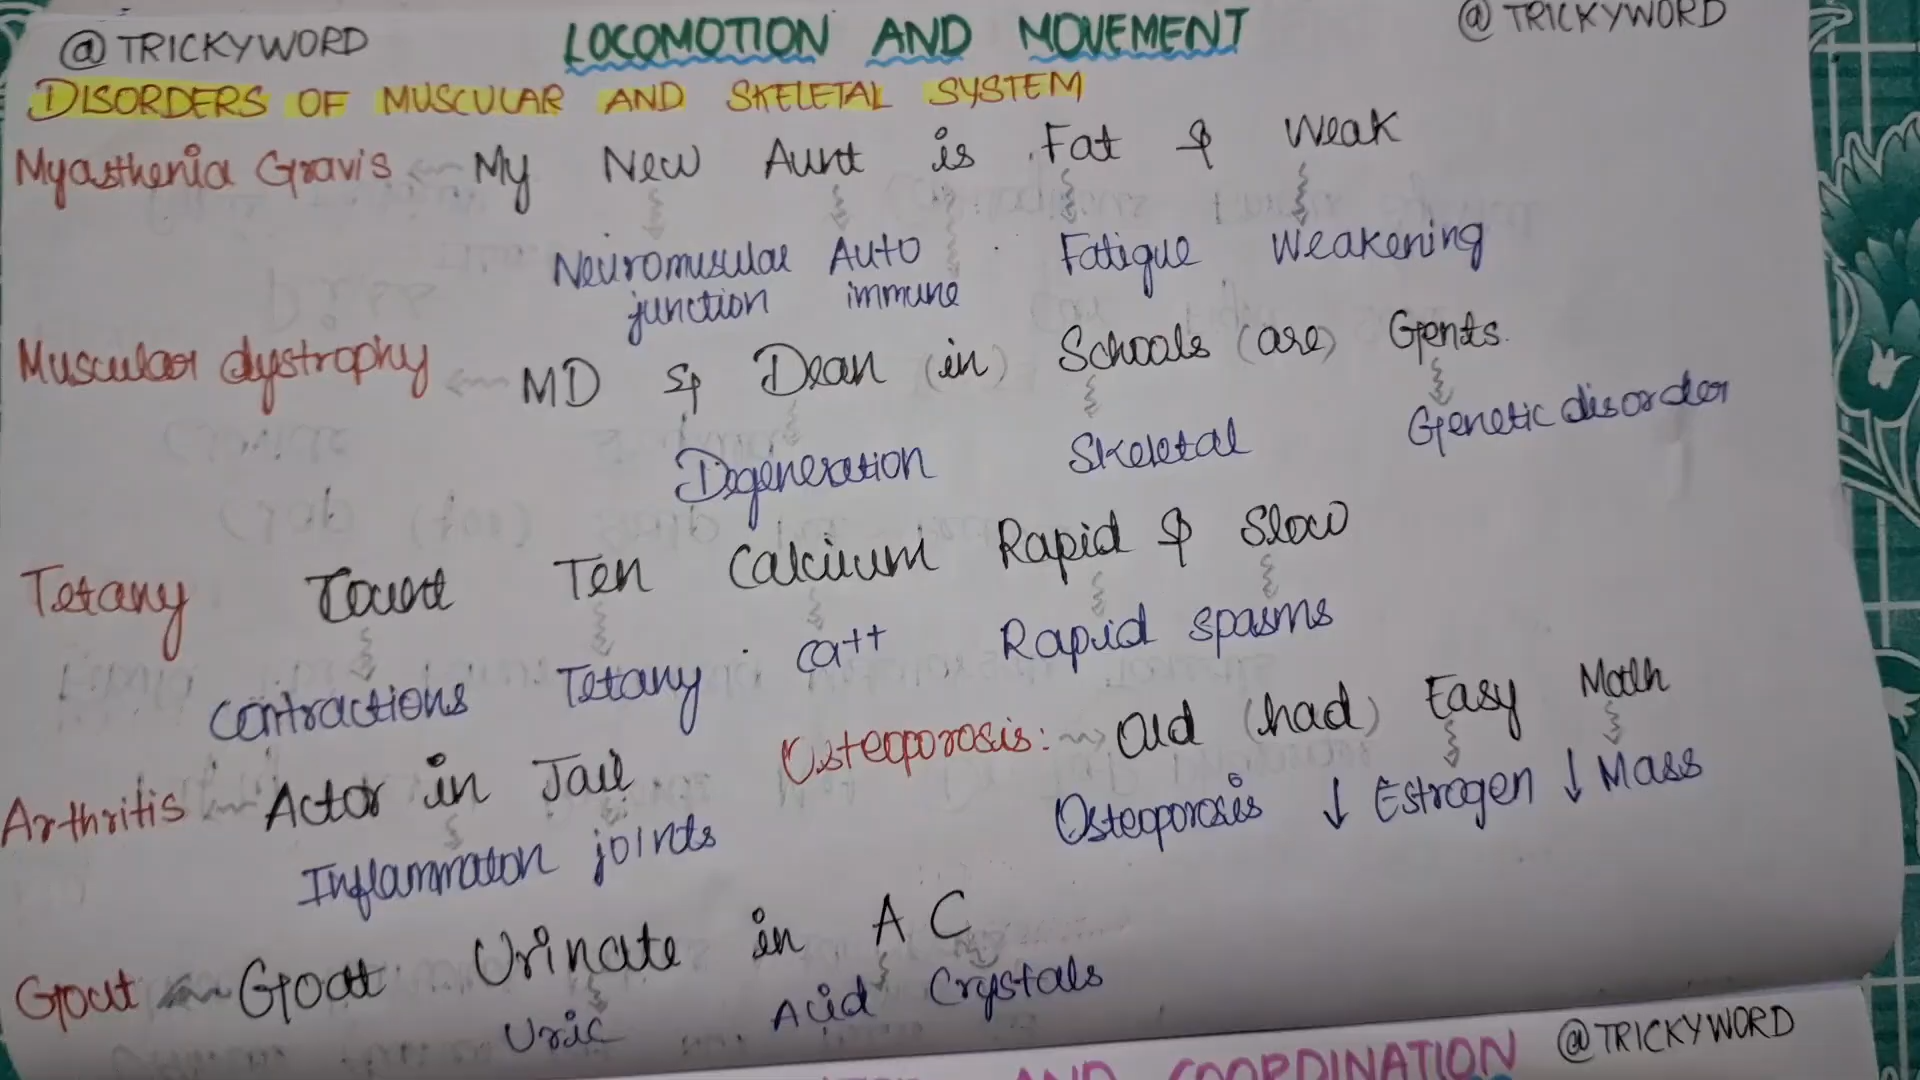 @TRICKYWORD LOCOMOTION AND MOVEMENT @TRICKYWORD
DISORDERS OF MUSCULAR AND SKELETAL SYSTEM
Myasthenia Gravis My New Aunt is Fat & Weak
Neuromuscular Auto Fatigue Weakening
junction immune
Muscular dystrophy MD & Dean (in) Schools (are) Gents.
Degeneration Skeletal Genetic disorder
Tetany Count Ten Calcium Rapid & Slow
Contractions Tetany Ca++ Rapid spasms
Osteoporosis: Old (had) Easy Math
Osteoporosis ↓ Estrogen ↓ Mass
Arthritis Actor in Jail
Inflammaton joints
Gout Goat Urinate in AC
Uric Acid Crystals
AND COORDINATION @TRICKYWORD